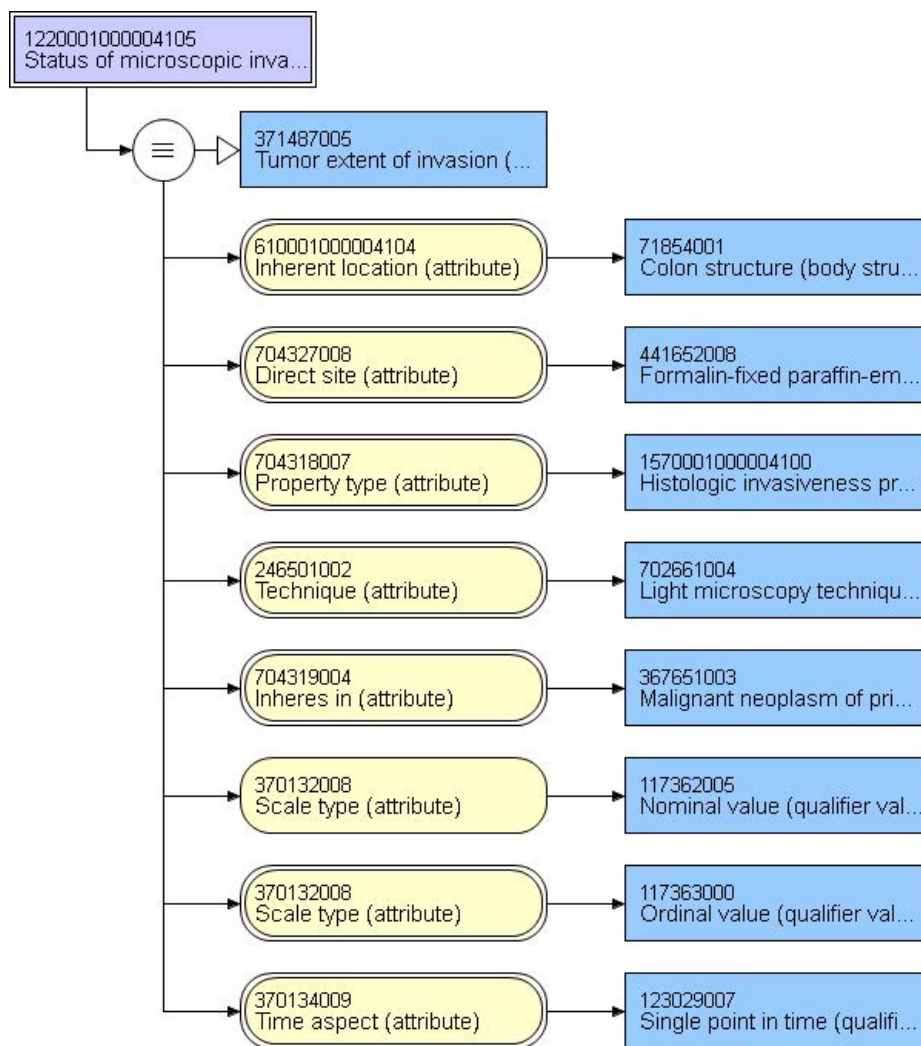 1220001000004105
Status of microscopic inva...
≡
371487005
Tumor extent of invasion (...
610001000004104
Inherent location (attribute)
71854001
Colon structure (body stru...
704327008
Direct site (attribute)
441652008
Formalin-fixed paraffin-em...
704318007
Property type (attribute)
1570001000004100
Histologic invasiveness pr...
246501002
Technique (attribute)
702661004
Light microscopy techniqu...
704319004
Inheres in (attribute)
367651003
Malignant neoplasm of pri...
370132008
Scale type (attribute)
117362005
Nominal value (qualifier val...
370132008
Scale type (attribute)
117363000
Ordinal value (qualifier val...
370134009
Time aspect (attribute)
123029007
Single point in time (qualifi...